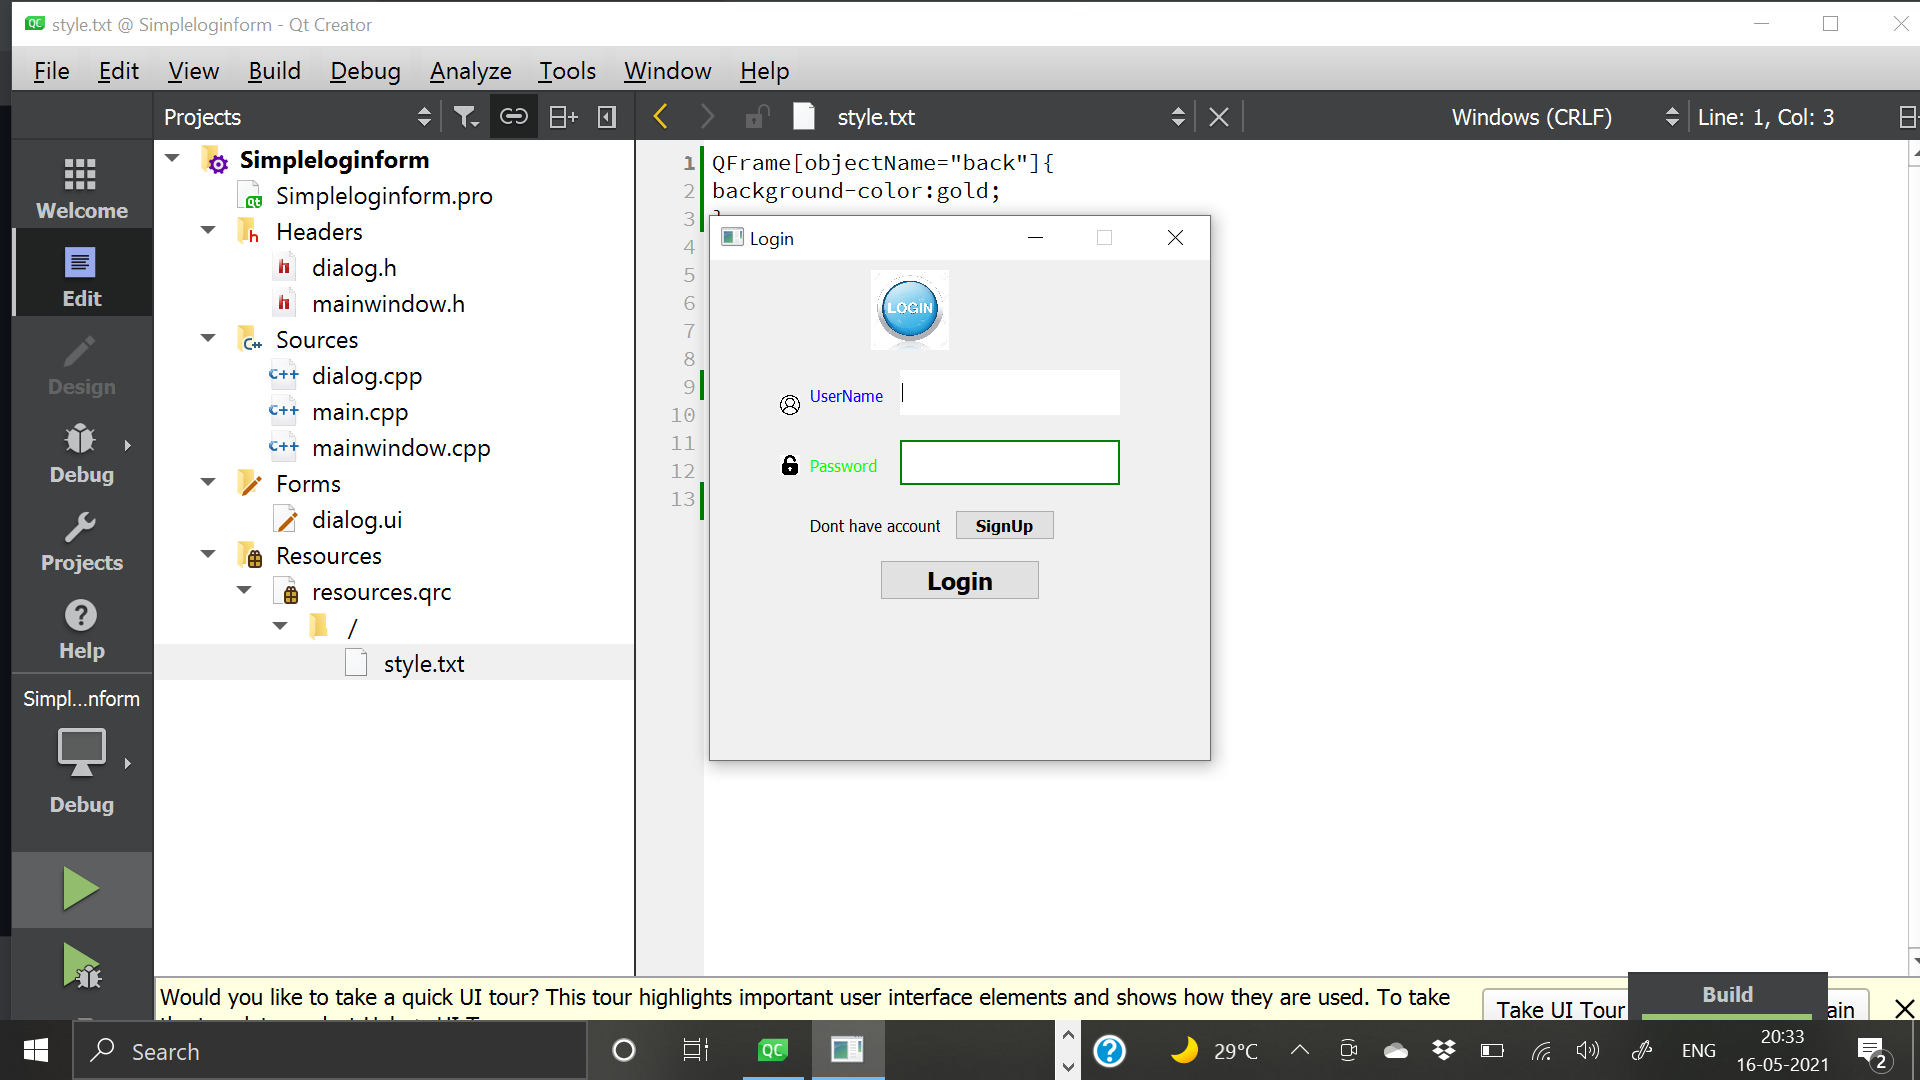 style.txt @ Simpleloginform - Qt Creator
File Edit View Build Debug Analyze Tools Window Help
Projects
style.txt
Windows (CRLF)
Line: 1, Col: 3
Welcome
Edit
Design
Debug
Projects
Help
Simpl...nform
Debug
Simpleloginform
Simpleloginform.pro
Headers
dialog.h
mainwindow.h
Sources
dialog.cpp
main.cpp
mainwindow.cpp
Forms
dialog.ui
Resources
resources.qrc
/
style.txt
1 QFrame[objectName="back"]{
2 background-color:gold;
3
4
5
6
7
8
9
10
11
12
13
Login
LOGIN
UserName
Password
Dont have account SignUp
Login
Would you like to take a quick UI tour? This tour highlights important user interface elements and shows how they are used. To take
Take UI Tour
Build
ain
Search
QC
29°C
ENG
20:33
16-05-2021
2